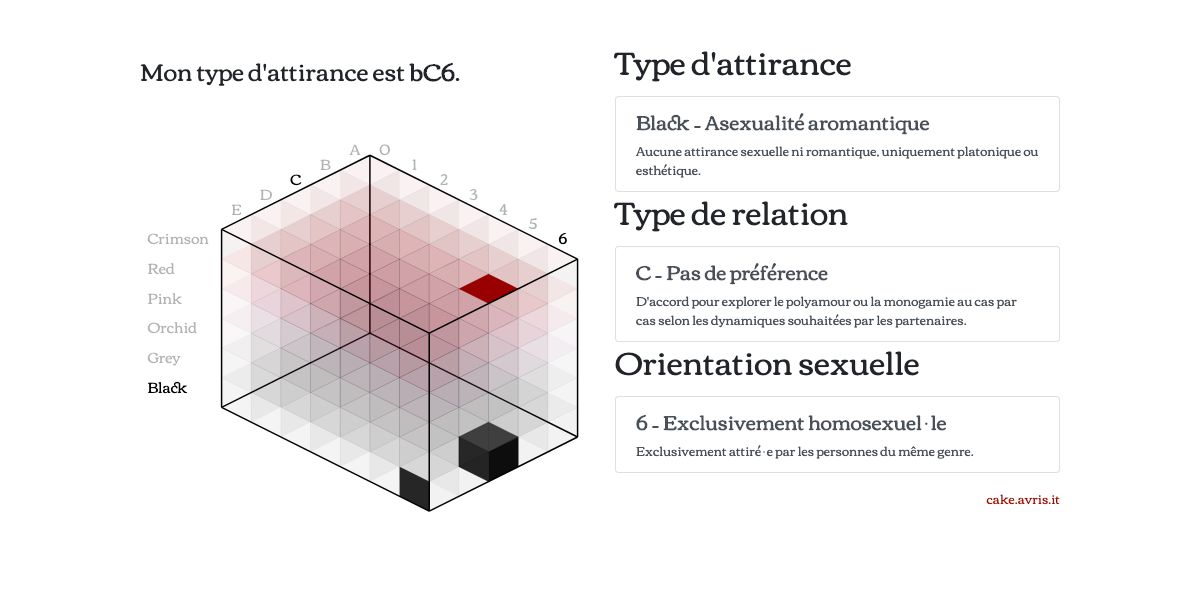 Mon type d'attirance est bC6.
A
O
B
1
C
2
D
3
E
4
5
6
Crimson
Red
Pink
Orchid
Grey
Black
Type d'attirance
Black – Asexualité aromantique
Aucune attirance sexuelle ni romantique, uniquement platonique ou
esthétique.
Type de relation
C – Pas de préférence
D'accord pour explorer le polyamour ou la monogamie au cas par
cas selon les dynamiques souhaitées par les partenaires.
Orientation sexuelle
6 – Exclusivement homosexuel·le
Exclusivement attiré·e par les personnes du même genre.
cake.avris.it